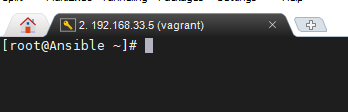 2. 192.168.33.5 (vagrant)
[root@Ansible ~]#